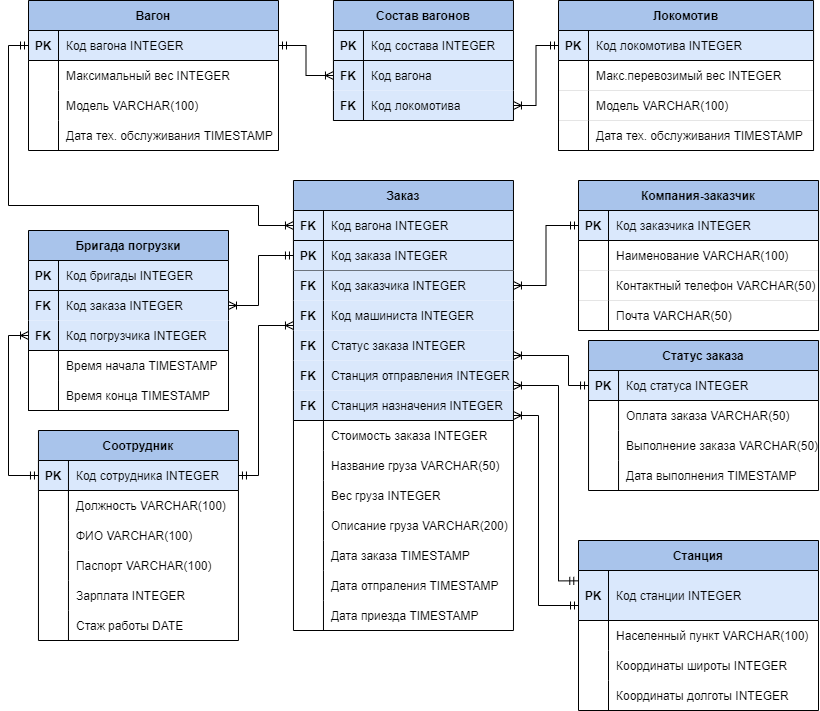 Вагон
PK Код вагона INTEGER
Максимальный вес INTEGER
Модель VARCHAR(100)
Дата тех. обслуживания TIMESTAMP
Состав вагонов
PK Код состава INTEGER
FK Код вагона
FK Код локомотива
Локомотив
PK Код локомотива INTEGER
Макс.перевозимый вес INTEGER
Модель VARCHAR(100)
Дата тех. обслуживания TIMESTAMP
Бригада погрузки
PK Код бригады INTEGER
FK Код заказа INTEGER
FK Код погрузчика INTEGER
Время начала TIMESTAMP
Время конца TIMESTAMP
Соотрудник
PK Код сотрудника INTEGER
Должность VARCHAR(100)
ФИО VARCHAR(100)
Паспорт VARCHAR(100)
Зарплата INTEGER
Стаж работы DATE
Заказ
FK Код вагона INTEGER
PK Код заказа INTEGER
FK Код заказчика INTEGER
FK Код машиниста INTEGER
FK Статус заказа INTEGER
FK Станция отправления INTEGER
FK Станция назначения INTEGER
Стоимость заказа INTEGER
Название груза VARCHAR(50)
Вес груза INTEGER
Описание груза VARCHAR(200)
Дата заказа TIMESTAMP
Дата отпраления TIMESTAMP
Дата приезда TIMESTAMP
Компания-заказчик
PK Код заказчика INTEGER
Наименование VARCHAR(100)
Контактный телефон VARCHAR(50)
Почта VARCHAR(50)
Статус заказа
PK Код статуса INTEGER
Оплата заказа VARCHAR(50)
Выполнение заказа VARCHAR(50)
Дата выполнения TIMESTAMP
Станция
PK Код станции INTEGER
Населенный пункт VARCHAR(100)
Координаты широты INTEGER
Координаты долготы INTEGER